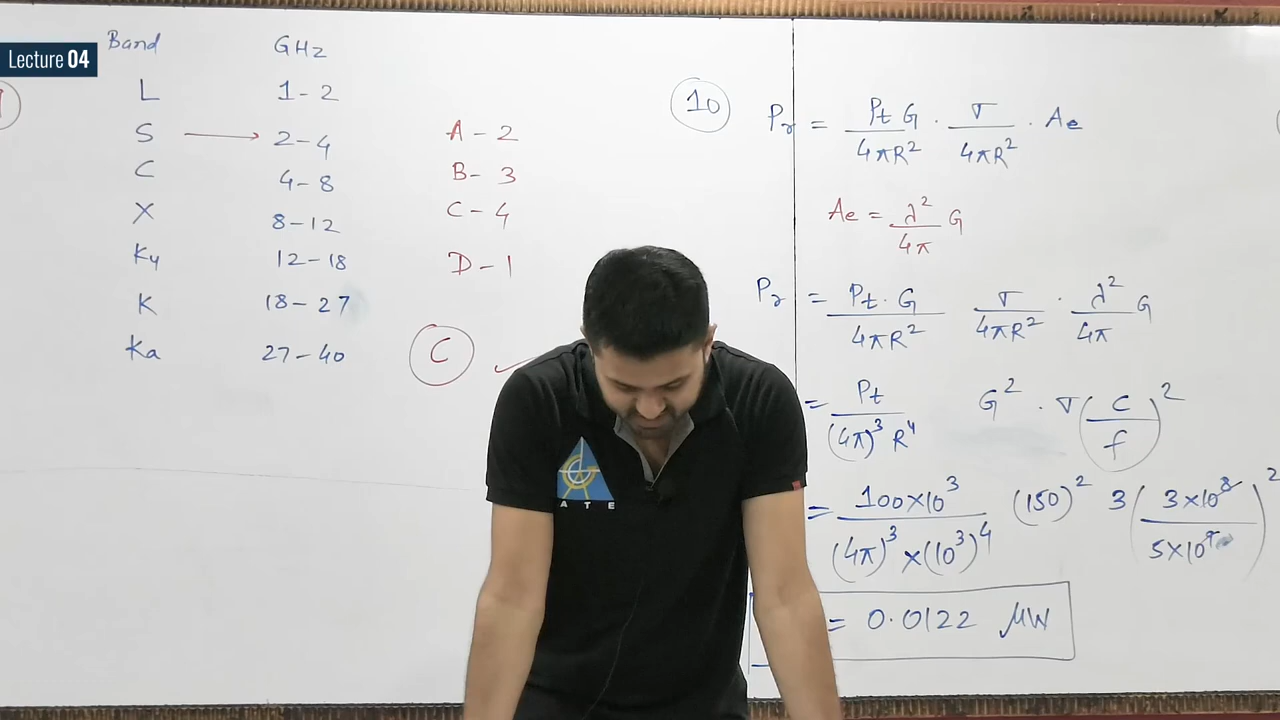 Lecture 04
Band GHz
L 1-2
S → 2-4
C 4-8
X 8-12
Ku 12-18
K 18-27
Ka 27-40
A-2
B-3
C-4
D-1
C ✓
10
Pr = Pt G / 4πR² · σ / 4πR² · Ae
Ae = λ² / 4π G
Pr = Pt · G / 4πR² σ / 4πR² · λ² / 4π G
= Pt / (4π)³ R⁴ G² · σ (c / f)²
= 100×10³ / (4π)³ × (10³)⁴ (150)² 3 (3×10⁸ / 5×10⁹)²
= 0.0122 μW
ATE